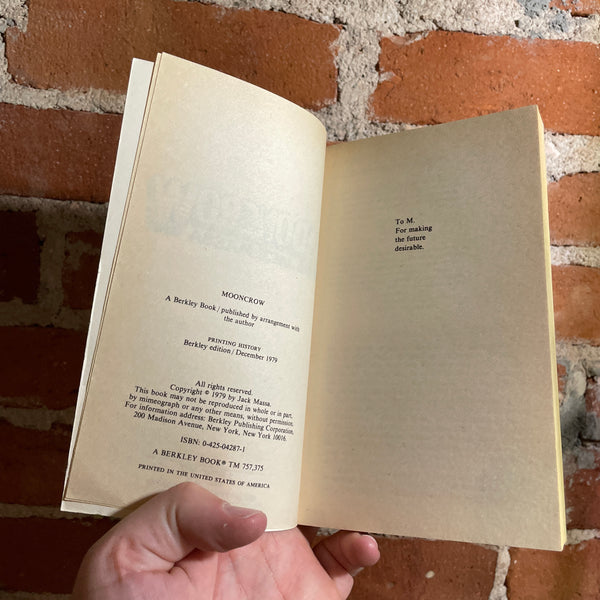 MOONCROW
A Berkley Book / published by arrangement with
the author
PRINTING HISTORY
Berkley edition / December 1979
All rights reserved.
Copyright © 1979 by Jack Massa.
This book may not be reproduced in whole or in part,
by mimeograph or any other means, without permission.
For information address: Berkley Publishing Corporation,
200 Madison Avenue, New York, New York 10016.
ISBN: 0-425-04287-1
A BERKLEY BOOK® TM 757,375
PRINTED IN THE UNITED STATES OF AMERICA
To M.
For making
the future
desirable.